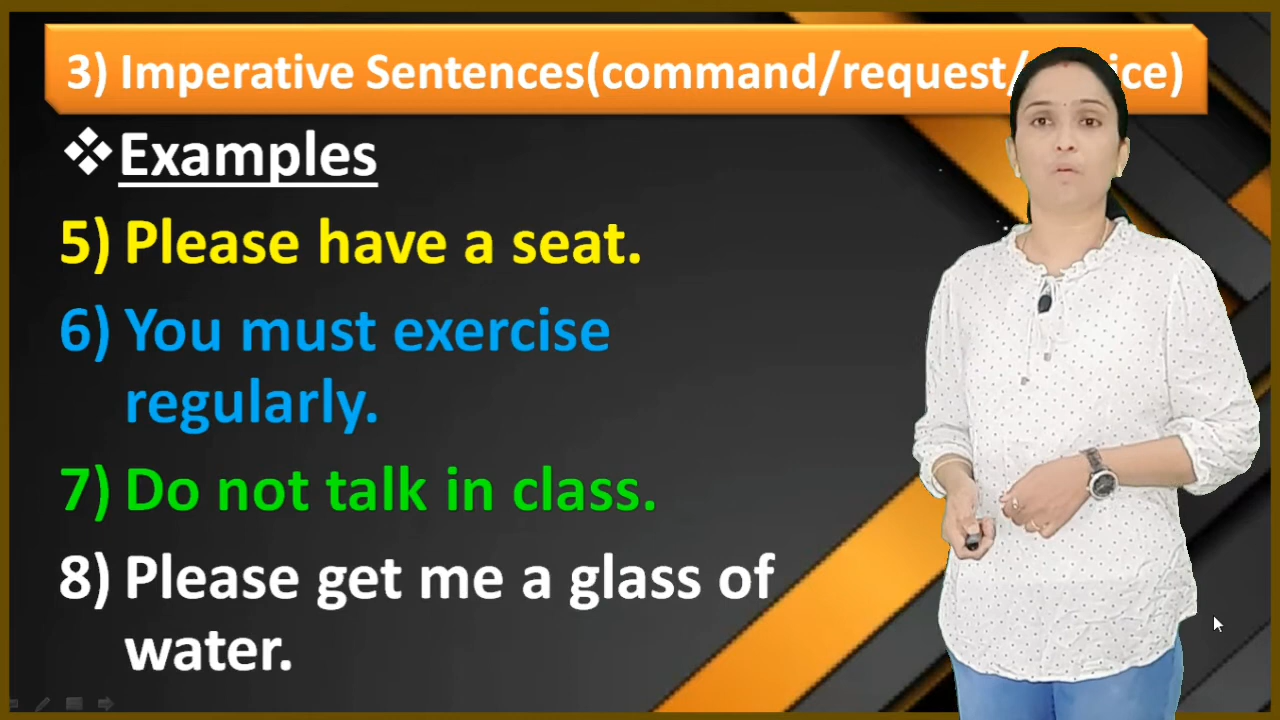 3) Imperative Sentences(command/request/ ice)
Examples
5) Please have a seat.
6) You must exercise
regularly.
7) Do not talk in class.
8) Please get me a glass of
water.